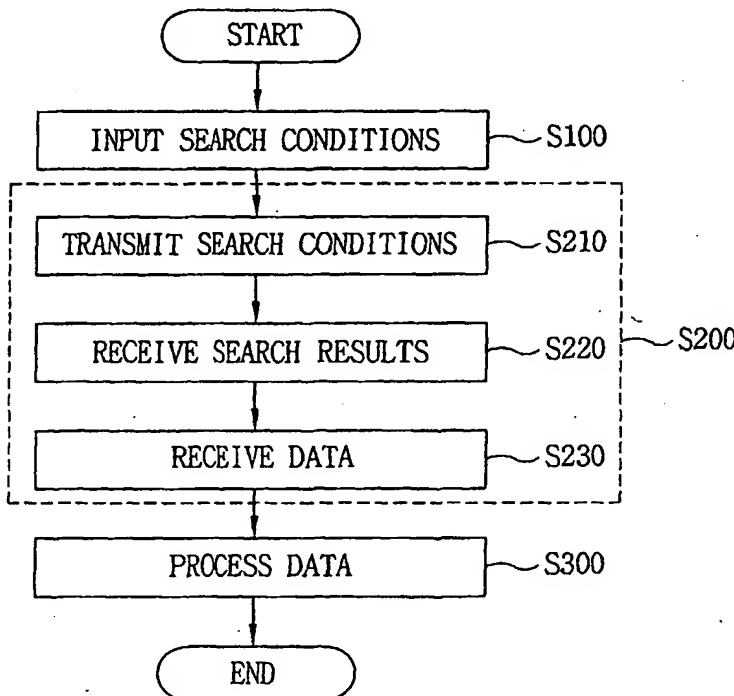 START
INPUT SEARCH CONDITIONS S100
TRANSMIT SEARCH CONDITIONS S210
RECEIVE SEARCH RESULTS S220
S200
RECEIVE DATA S230
PROCESS DATA S300
END